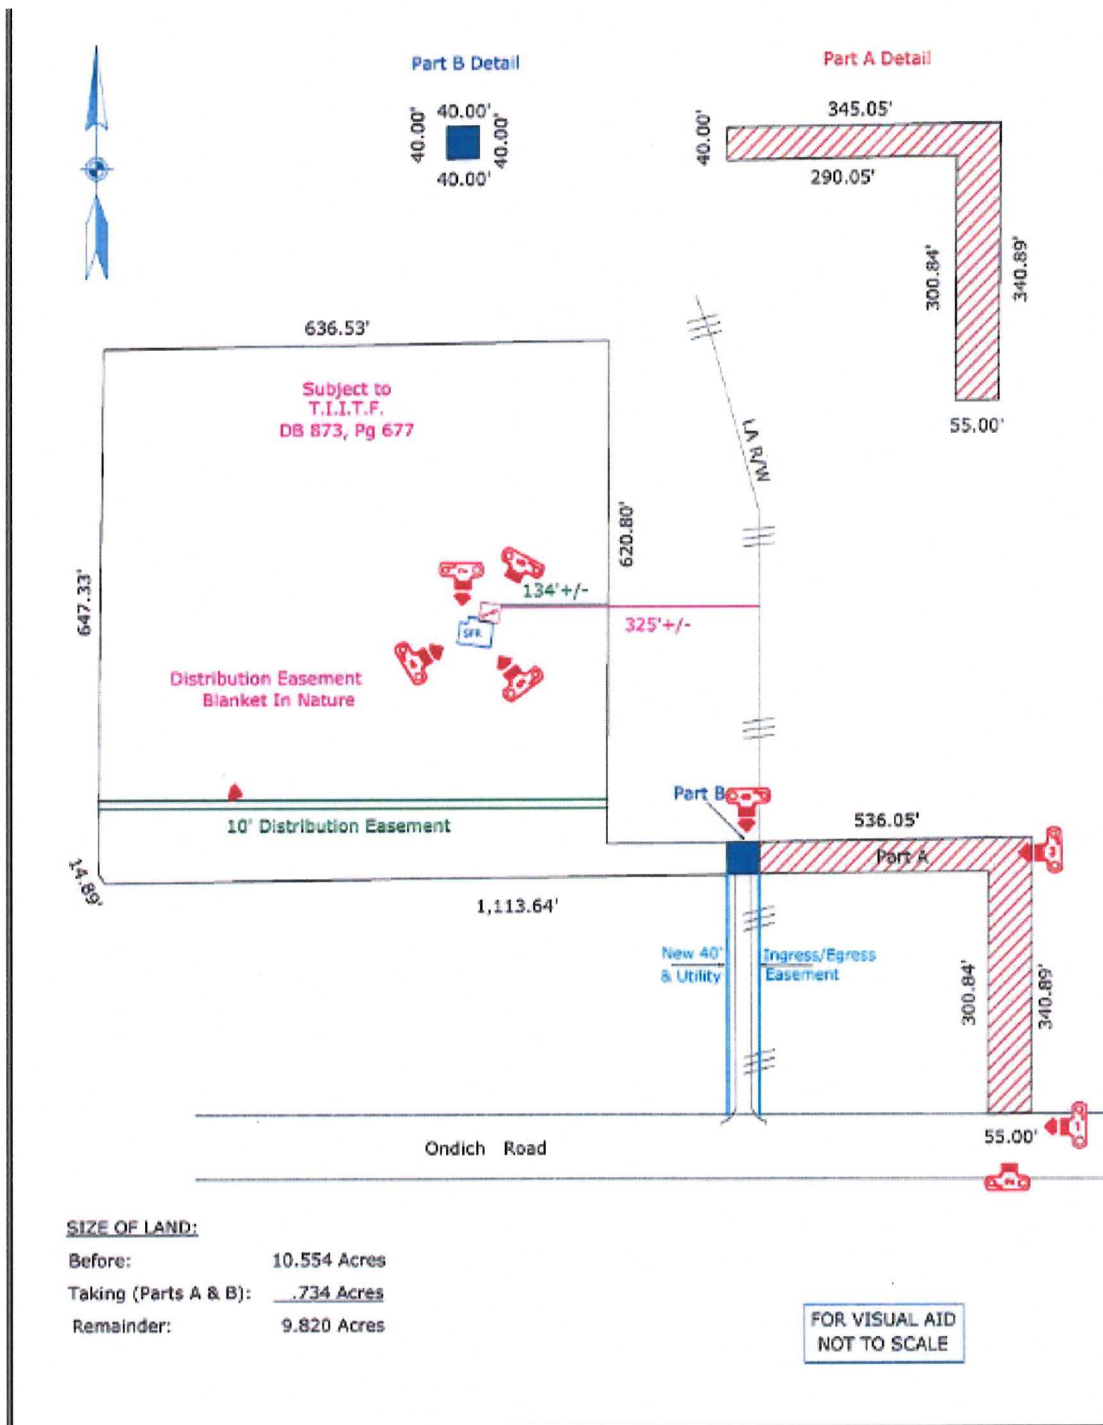 Part B Detail
40.00'
40.00'
40.00'
40.00'
Part A Detail
345.05'
40.00'
290.05'
300.84'
340.89'
55.00'
636.53'
Subject to
T.I.I.T.F.
DB 873, Pg 677
LA R/W
620.80'
647.33'
134'+/-
325'+/-
SFR
Distribution Easement
Blanket In Nature
10' Distribution Easement
14.89'
1,113.64'
Part B
536.05'
Part A
New 40'
& Utility
Ingress/Egress
Easement
300.84'
340.89'
55.00'
1
Ondich Road
SIZE OF LAND:
Before: 10.554 Acres
Taking (Parts A & B): .734 Acres
Remainder: 9.820 Acres
FOR VISUAL AID
NOT TO SCALE